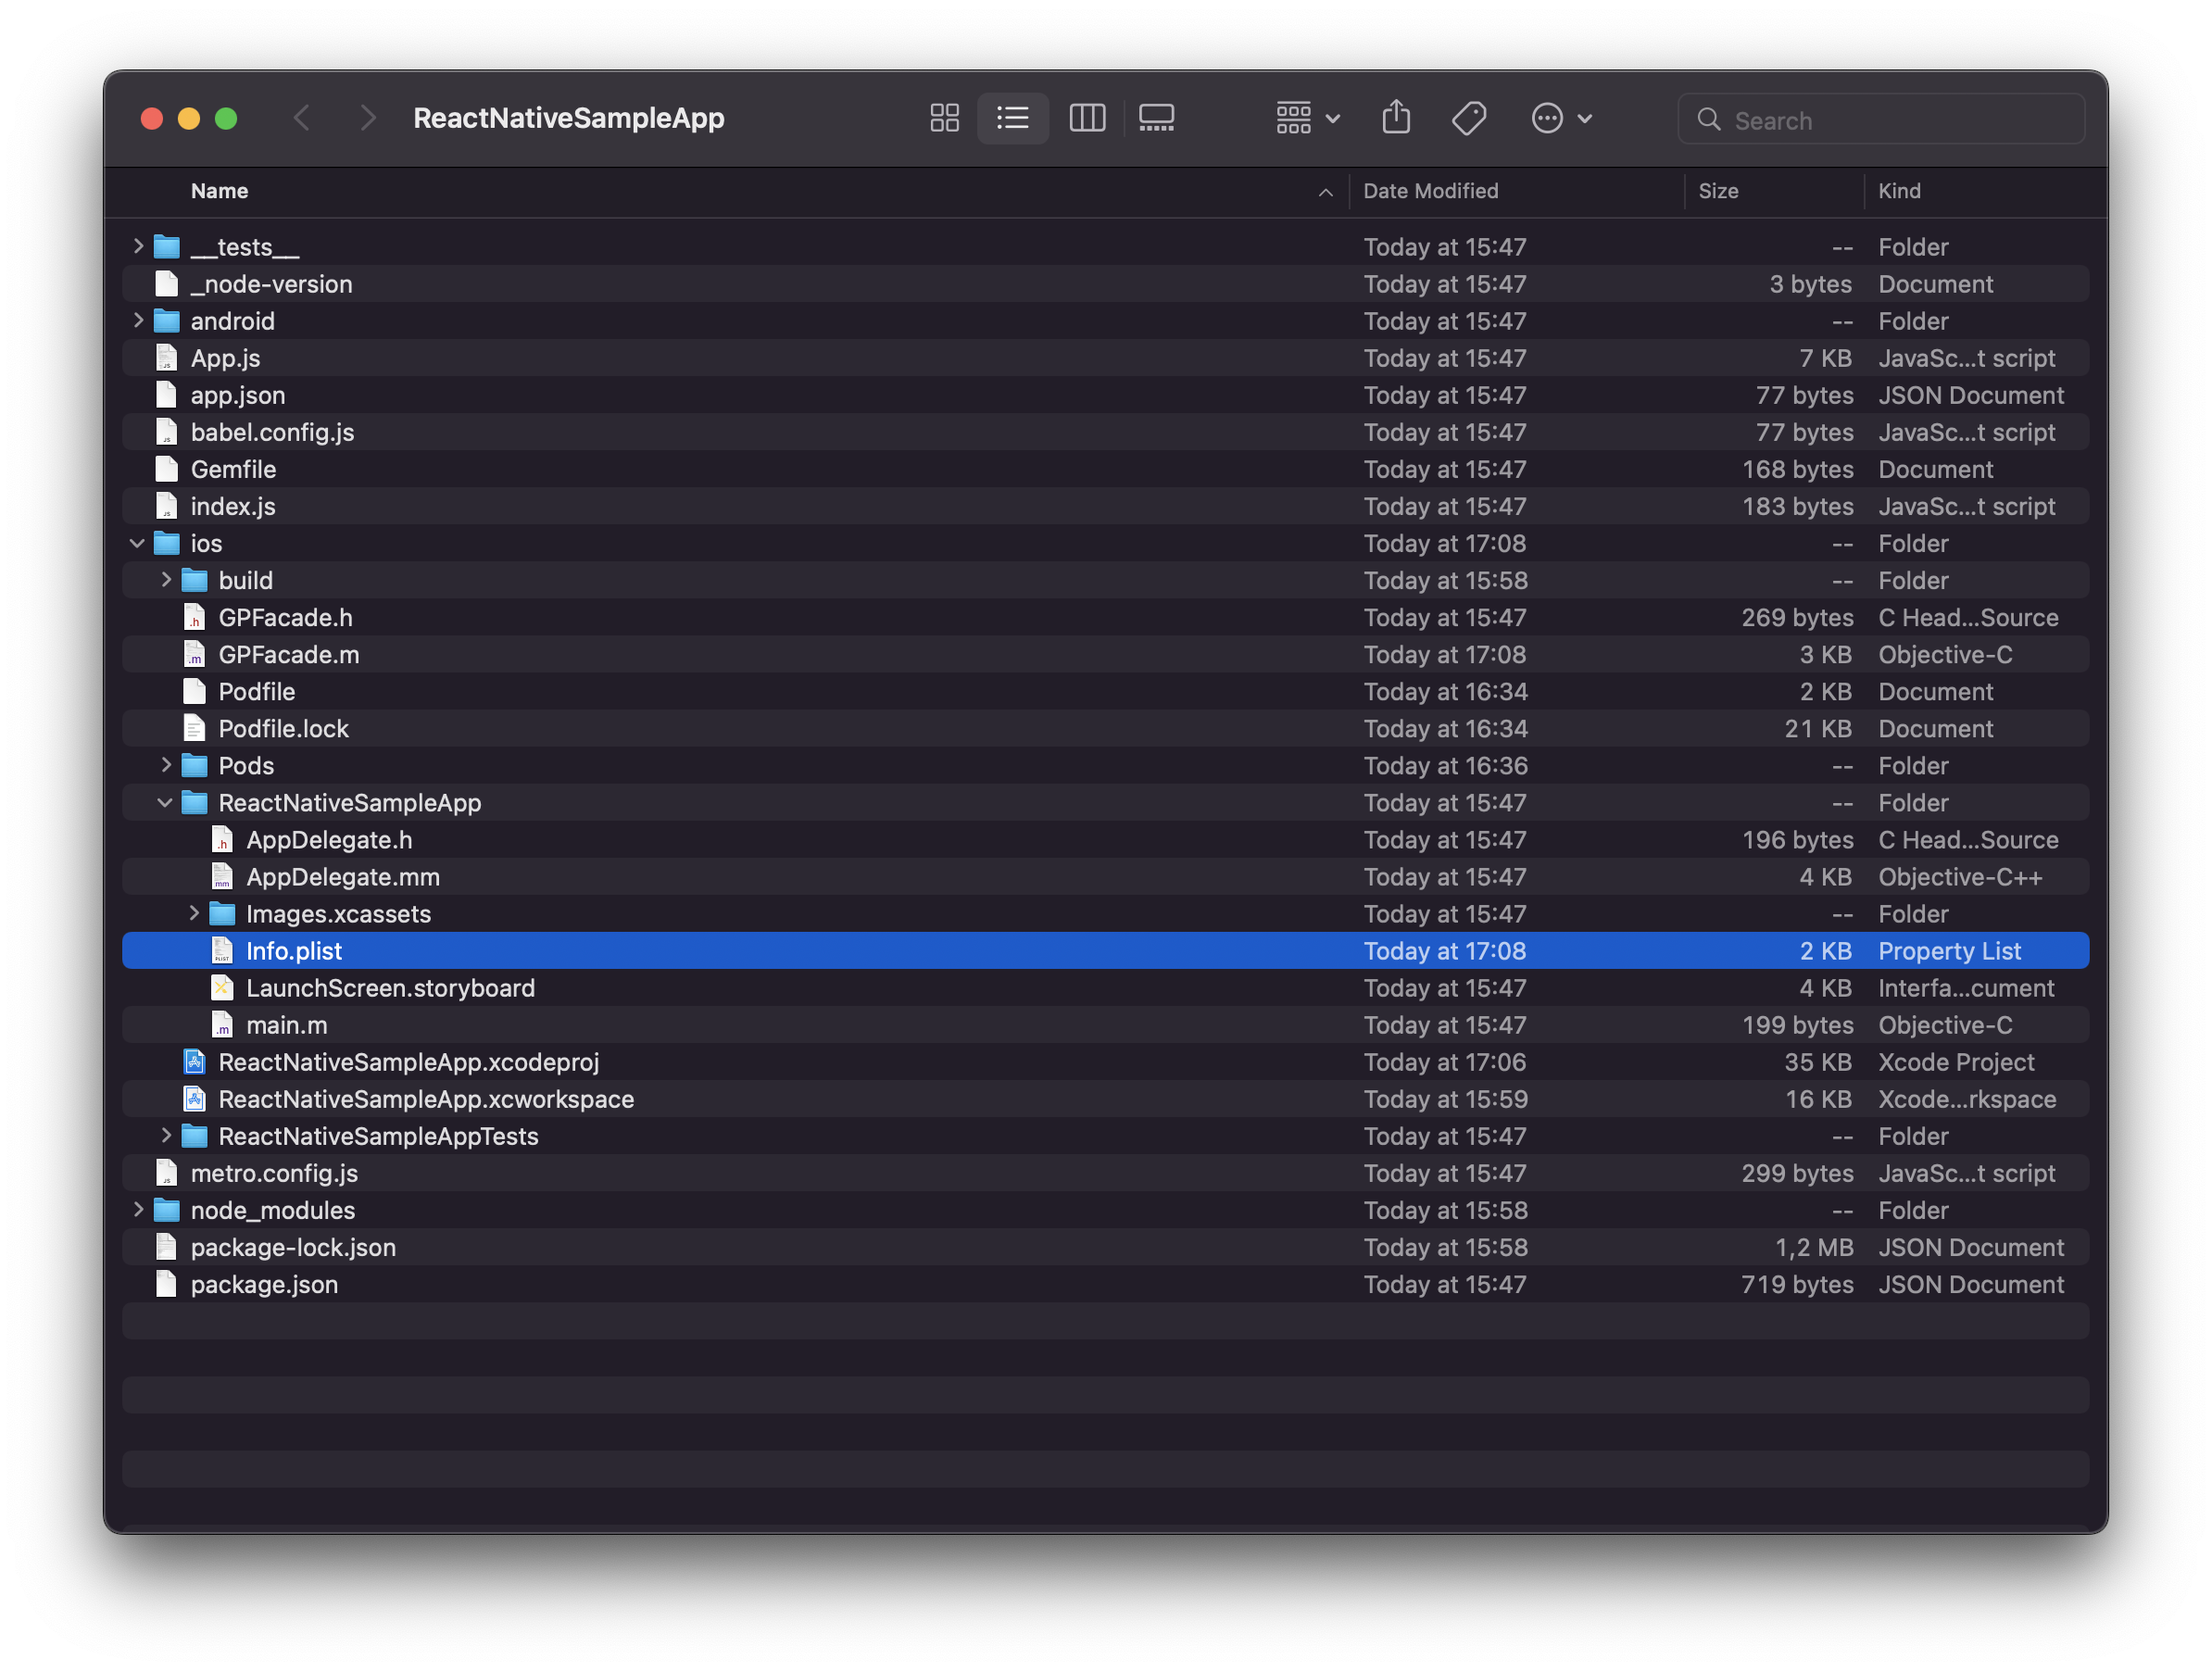 ReactNativeSampleApp Search
Name Date Modified Size Kind
__tests__ Today at 15:47 -- Folder
_node-version Today at 15:47 3 bytes Document
android Today at 15:47 -- Folder
App.js Today at 15:47 7 KB JavaSc...t script
app.json Today at 15:47 77 bytes JSON Document
babel.config.js Today at 15:47 77 bytes JavaSc...t script
Gemfile Today at 15:47 168 bytes Document
index.js Today at 15:47 183 bytes JavaSc...t script
ios Today at 17:08 -- Folder
build Today at 15:58 -- Folder
GPFacade.h Today at 15:47 269 bytes C Head...Source
GPFacade.m Today at 17:08 3 KB Objective-C
Podfile Today at 16:34 2 KB Document
Podfile.lock Today at 16:34 21 KB Document
Pods Today at 16:36 -- Folder
ReactNativeSampleApp Today at 15:47 -- Folder
AppDelegate.h Today at 15:47 196 bytes C Head...Source
AppDelegate.mm Today at 15:47 4 KB Objective-C++
Images.xcassets Today at 15:47 -- Folder
Info.plist Today at 17:08 2 KB Property List
LaunchScreen.storyboard Today at 15:47 4 KB Interfa...cument
main.m Today at 15:47 199 bytes Objective-C
ReactNativeSampleApp.xcodeproj Today at 17:06 35 KB Xcode Project
ReactNativeSampleApp.xcworkspace Today at 15:59 16 KB Xcode...rkspace
ReactNativeSampleAppTests Today at 15:47 -- Folder
metro.config.js Today at 15:47 299 bytes JavaSc...t script
node_modules Today at 15:58 -- Folder
package-lock.json Today at 15:58 1,2 MB JSON Document
package.json Today at 15:47 719 bytes JSON Document